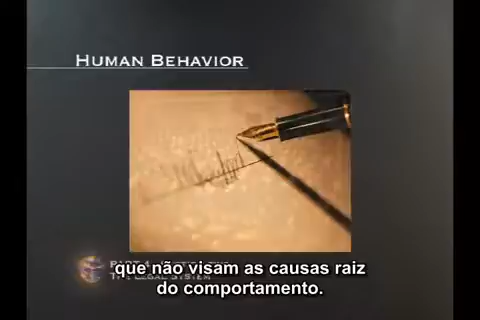 HUMAN BEHAVIOR
que não visam as causas raiz
do comportamento.